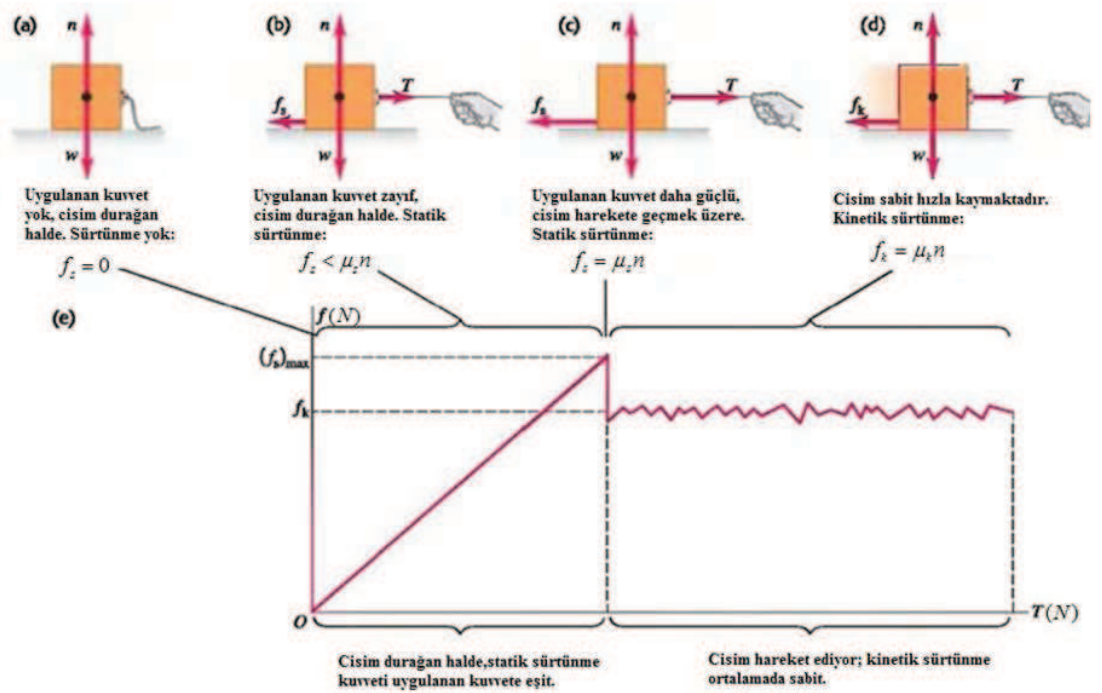 (a)
n
w
Uygulanan kuvvet
yok, cisim durağan
halde. Sürtünme yok:
f_s = 0
(b)
n
T
f_s
w
Uygulanan kuvvet zayıf,
cisim durağan halde. Statik
sürtünme:
f_s < μ_s n
(c)
n
T
f_s
w
Uygulanan kuvvet daha güçlü,
cisim harekete geçmek üzere.
Statik sürtünme:
f_s = μ_s n
(d)
n
T
f_k
w
Cisim sabit hızla kaymaktadır.
Kinetik sürtünme:
f_k = μ_k n
(e)
f(N)
(f_s)max
f_k
O
T(N)
Cisim durağan halde,statik sürtünme
kuvveti uygulanan kuvvete eşit.
Cisim hareket ediyor; kinetik sürtünme
ortalamada sabit.